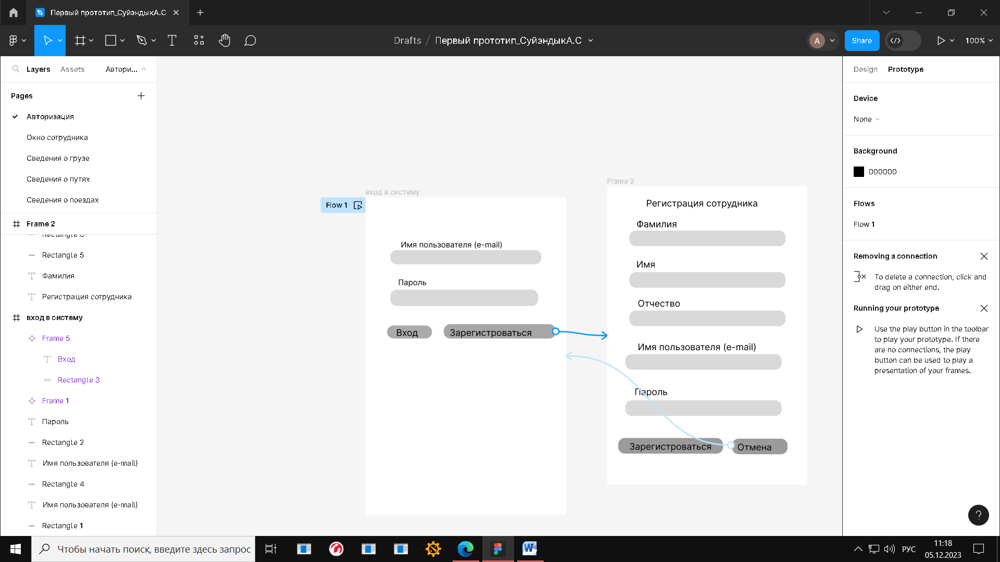 Первый прототип_СуйэндыкА.С
Drafts / Первый прототип_СуйэндыкА.С
A
Share
100%
Layers
Assets
Автори...
Pages
Авторизация
Окно сотрудника
Сведения о грузе
Сведения о путях
Сведения о поездах
Frame 2
Rectangle 6
Rectangle 5
Фамилия
Регистрация сотрудника
вход в систему
Frame 5
Вход
Rectangle 3
Frame 1
Пароль
Rectangle 2
Имя пользователя (e-mail)
Rectangle 4
Имя пользователя (e-mail)
Rectangle 1
вход в систему
Flow 1
Имя пользователя (e-mail)
Пароль
Вход
Зарегистроваться
Frame 2
Регистрация сотрудника
Фамилия
Имя
Отчество
Имя пользователя (e-mail)
Пароль
Зарегистроваться
Отмена
Design
Prototype
Device
None
Background
000000
Flows
Flow 1
Removing a connection
To delete a connection, click and
drag on either end.
Running your prototype
Use the play button in the toolbar
to play your prototype. If there
are no connections, the play
button can be used to play a
presentation of your frames.
?
Чтобы начать поиск, введите здесь запрос
РУС
11:18
05.12.2023